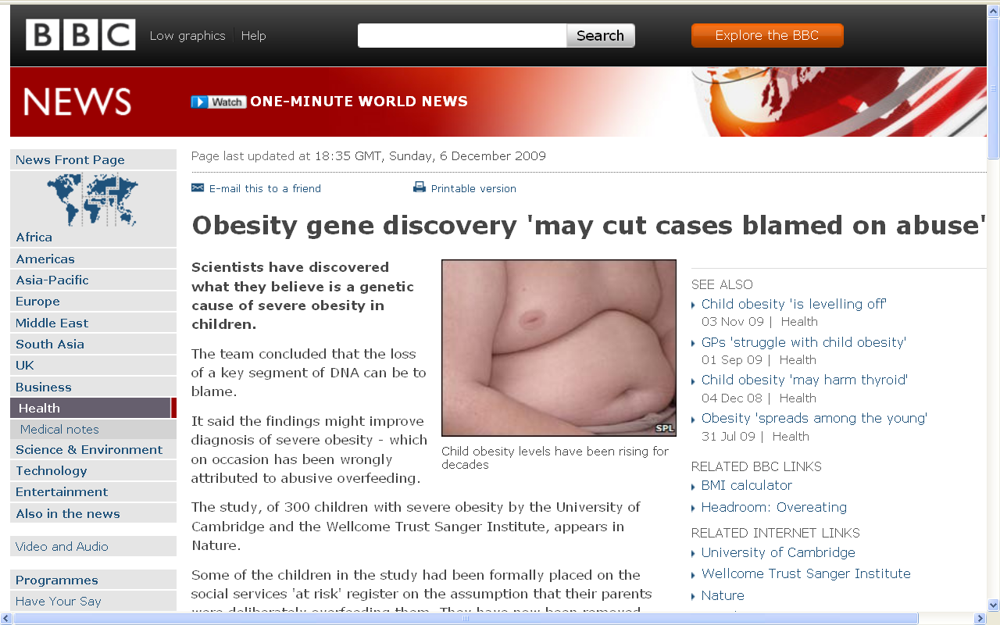 BBC Low graphics Help Search Explore the BBC
NEWS Watch ONE-MINUTE WORLD NEWS
News Front Page
Africa
Americas
Asia-Pacific
Europe
Middle East
South Asia
UK
Business
Health
Medical notes
Science & Environment
Technology
Entertainment
Also in the news
Video and Audio
Programmes
Have Your Say
Page last updated at 18:35 GMT, Sunday, 6 December 2009
E-mail this to a friend Printable version
Obesity gene discovery 'may cut cases blamed on abuse'
Scientists have discovered
what they believe is a genetic
cause of severe obesity in
children.
The team concluded that the loss
of a key segment of DNA can be to
blame.
It said the findings might improve
diagnosis of severe obesity - which
on occasion has been wrongly
attributed to abusive overfeeding.
SPL
Child obesity levels have been rising for
decades
The study, of 300 children with severe obesity by the University of
Cambridge and the Wellcome Trust Sanger Institute, appears in
Nature.
Some of the children in the study had been formally placed on the
social services 'at risk' register on the assumption that their parents
were deliberately overfeeding them. They have now been removed
SEE ALSO
Child obesity 'is levelling off'
03 Nov 09 | Health
GPs 'struggle with child obesity'
01 Sep 09 | Health
Child obesity 'may harm thyroid'
04 Dec 08 | Health
Obesity 'spreads among the young'
31 Jul 09 | Health
RELATED BBC LINKS
BMI calculator
Headroom: Overeating
RELATED INTERNET LINKS
University of Cambridge
Wellcome Trust Sanger Institute
Nature